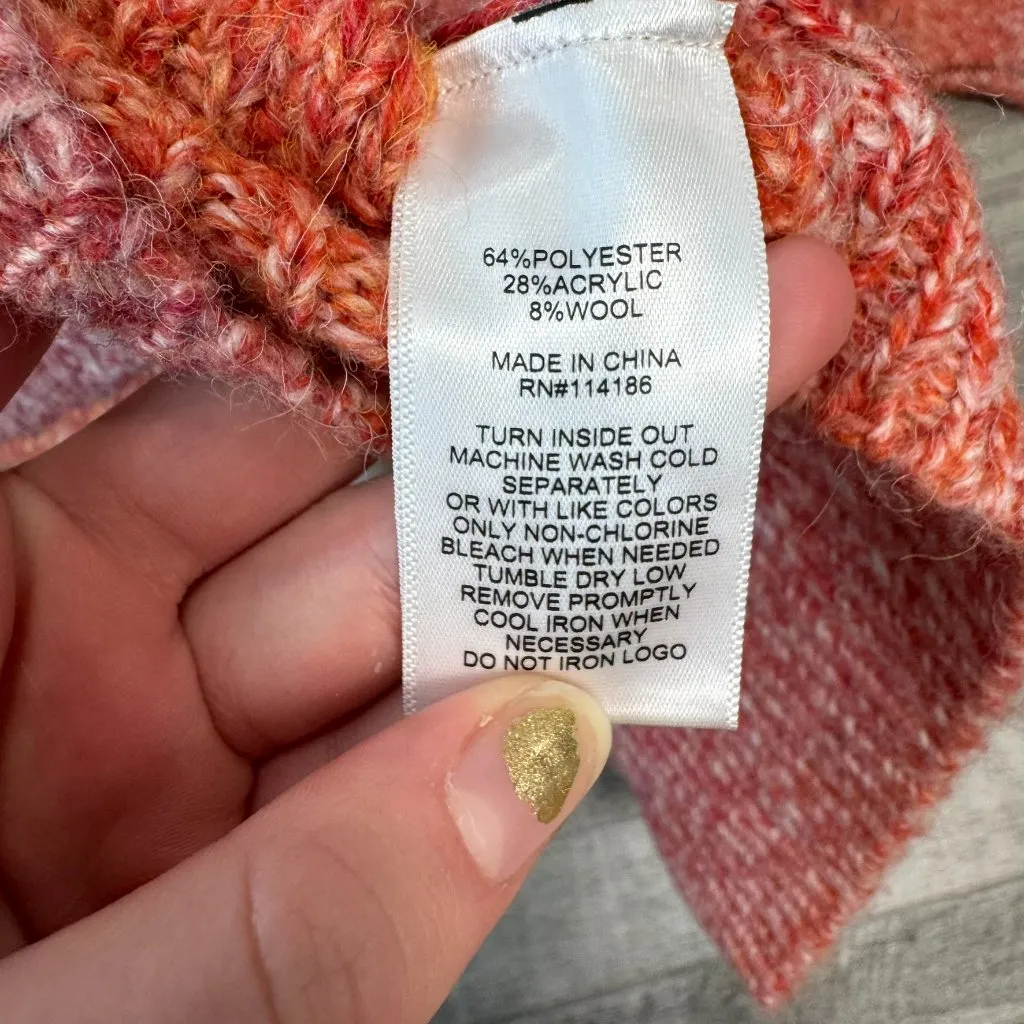 64%POLYESTER
28%ACRYLIC
8%WOOL
MADE IN CHINA
RN#114186
TURN INSIDE OUT
MACHINE WASH COLD
SEPARATELY
OR WITH LIKE COLORS
ONLY NON-CHLORINE
BLEACH WHEN NEEDED
TUMBLE DRY LOW
REMOVE PROMPTLY
COOL IRON WHEN
NECESSARY
DO NOT IRON LOGO